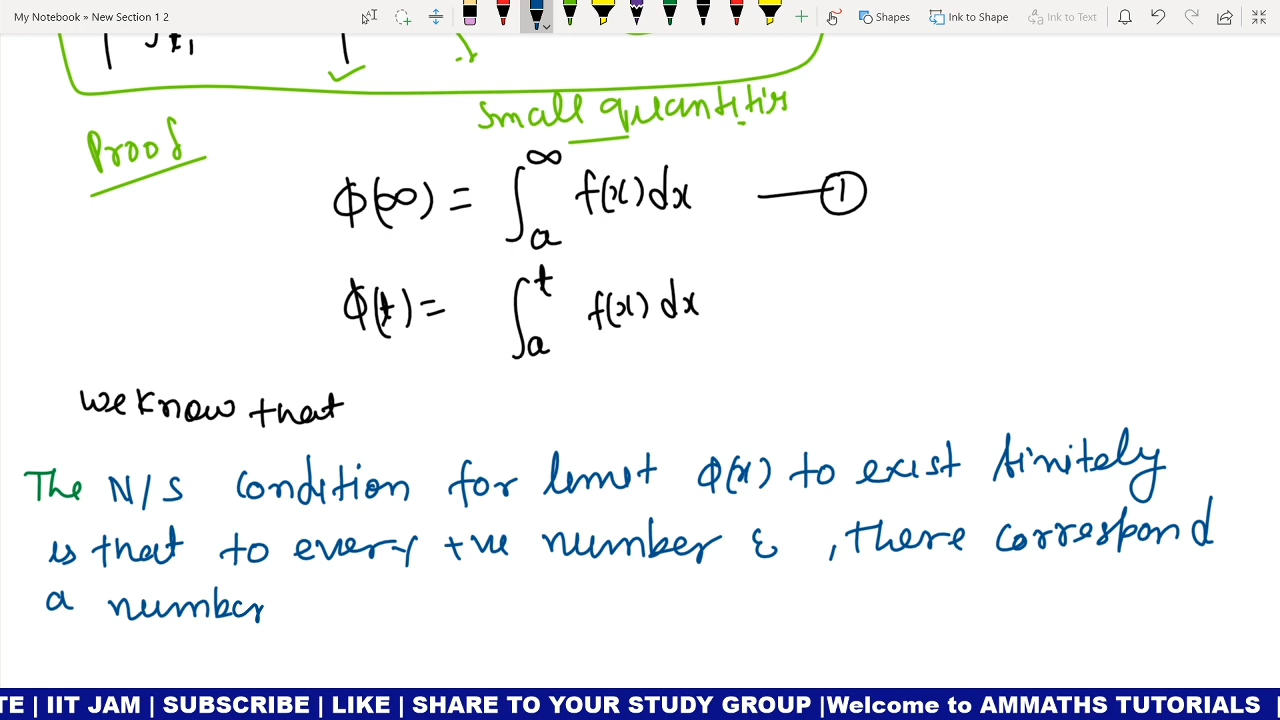 My Notebook » New Section 1 2
Shapes
Ink to Shape
Ink to Text
small quantities
Proof
ϕ(∞) = ∫_a^∞ f(x)dx —— ①
ϕ(t) = ∫_a^t f(x)dx
we know that
The N/S condition for limit ϕ(x) to exist finitely
is that to every +ve number ε , there correspond
a number
TE | IIT JAM | SUBSCRIBE | LIKE | SHARE TO YOUR STUDY GROUP |Welcome to AMMATHS TUTORIALS